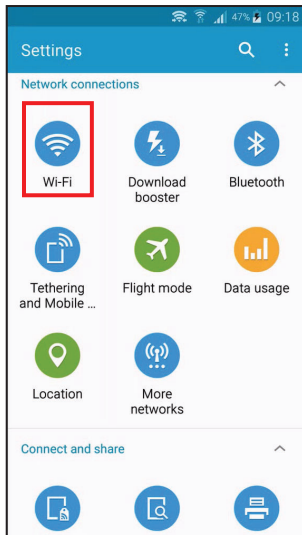 47% 09:18
Settings
Network connections
Wi-Fi
Download
booster
Bluetooth
Tethering
and Mobile ...
Flight mode
Data usage
Location
More
networks
Connect and share